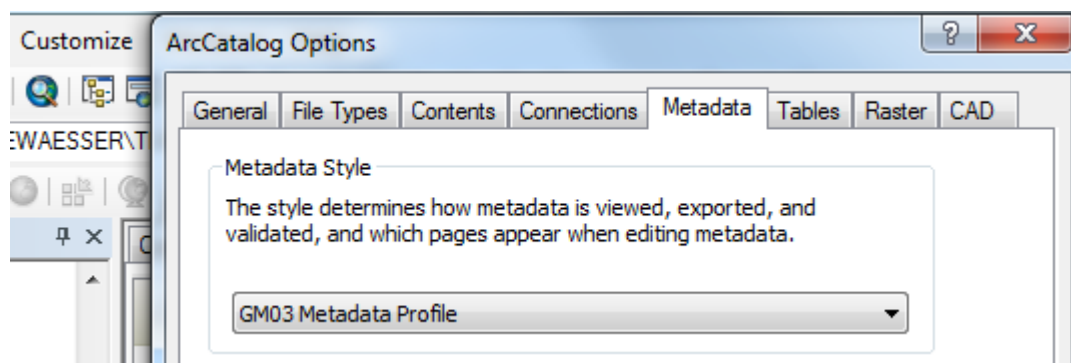 Customize
ArcCatalog Options
General File Types Contents Connections Metadata Tables Raster CAD
EWAESSER\T
Metadata Style
The style determines how metadata is viewed, exported, and
validated, and which pages appear when editing metadata.
GM03 Metadata Profile